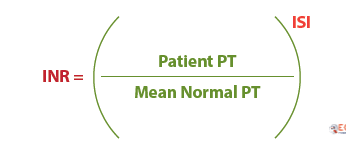 ISI
Patient PT
INR =
Mean Normal PT